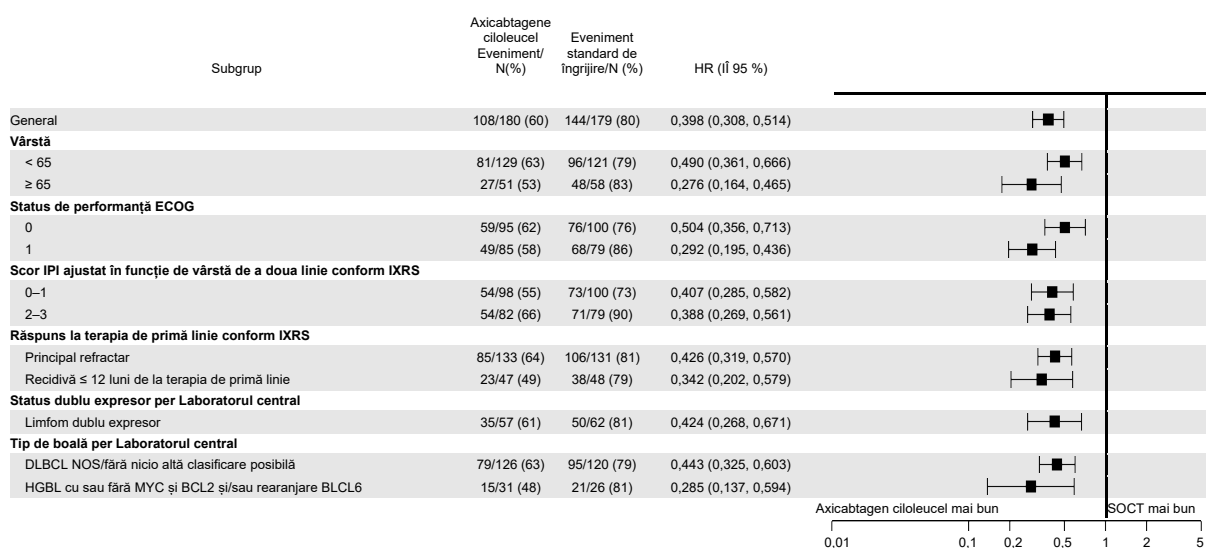 Subgrup
Axicabtagene
ciloleucel
Eveniment/
N(%)
Eveniment
standard de
îngrijire/N (%)
HR (IÎ 95 %)
General 108/180 (60) 144/179 (80) 0,398 (0,308, 0,514)
Vârstă
< 65 81/129 (63) 96/121 (79) 0,490 (0,361, 0,666)
≥ 65 27/51 (53) 48/58 (83) 0,276 (0,164, 0,465)
Status de performanță ECOG
0 59/95 (62) 76/100 (76) 0,504 (0,356, 0,713)
1 49/85 (58) 68/79 (86) 0,292 (0,195, 0,436)
Scor IPI ajustat în funcție de vârstă de a doua linie conform IXRS
0–1 54/98 (55) 73/100 (73) 0,407 (0,285, 0,582)
2–3 54/82 (66) 71/79 (90) 0,388 (0,269, 0,561)
Răspuns la terapia de primă linie conform IXRS
Principal refractar 85/133 (64) 106/131 (81) 0,426 (0,319, 0,570)
Recidivă ≤ 12 luni de la terapia de primă linie 23/47 (49) 38/48 (79) 0,342 (0,202, 0,579)
Status dublu expresor per Laboratorul central
Limfom dublu expresor 35/57 (61) 50/62 (81) 0,424 (0,268, 0,671)
Tip de boală per Laboratorul central
DLBCL NOS/fără nicio altă clasificare posibilă 79/126 (63) 95/120 (79) 0,443 (0,325, 0,603)
HGBL cu sau fără MYC și BCL2 și/sau rearanjare BLCL6 15/31 (48) 21/26 (81) 0,285 (0,137, 0,594)
Axicabtagen ciloleucel mai bun SOCT mai bun
0,01 0,1 0,2 0,5 1 2 5